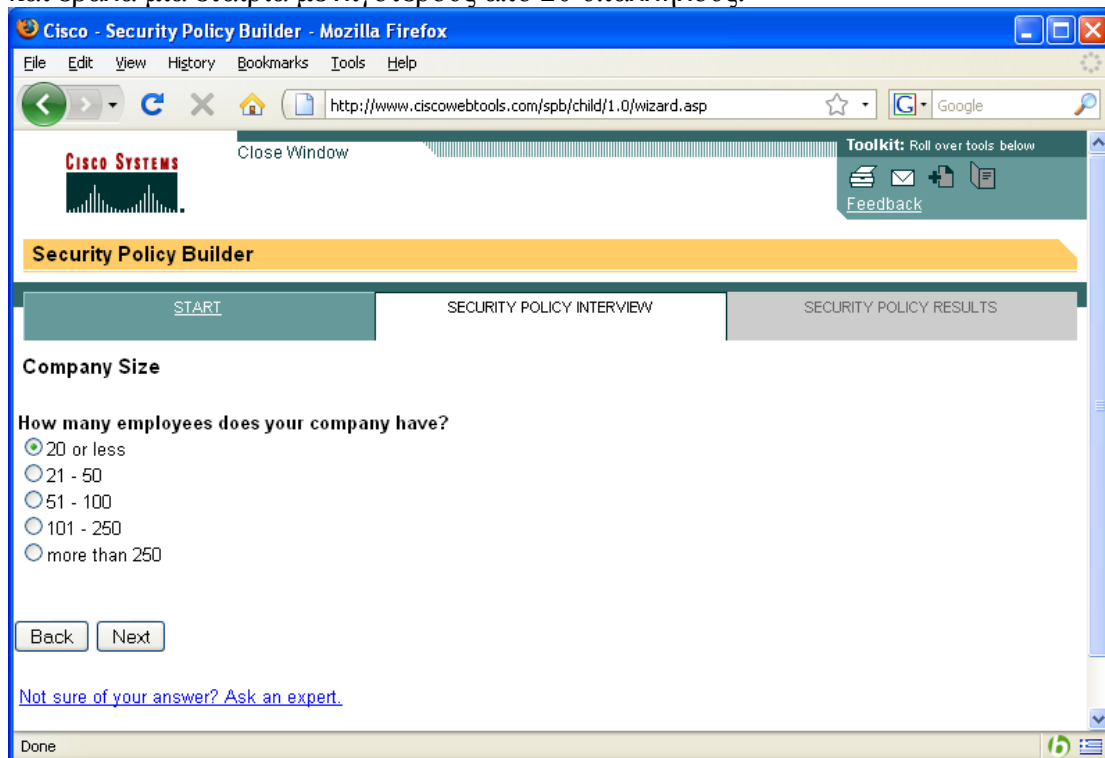 Cisco - Security Policy Builder - Mozilla Firefox
File Edit View History Bookmarks Tools Help
http://www.ciscowebtools.com/spb/child/1.0/wizard.asp
G Google
Cisco Systems
Close Window
Toolkit: Roll over tools below
Feedback
Security Policy Builder
START
SECURITY POLICY INTERVIEW
SECURITY POLICY RESULTS
Company Size
How many employees does your company have?
20 or less
21 - 50
51 - 100
101 - 250
more than 250
Back Next
Not sure of your answer? Ask an expert.
Done